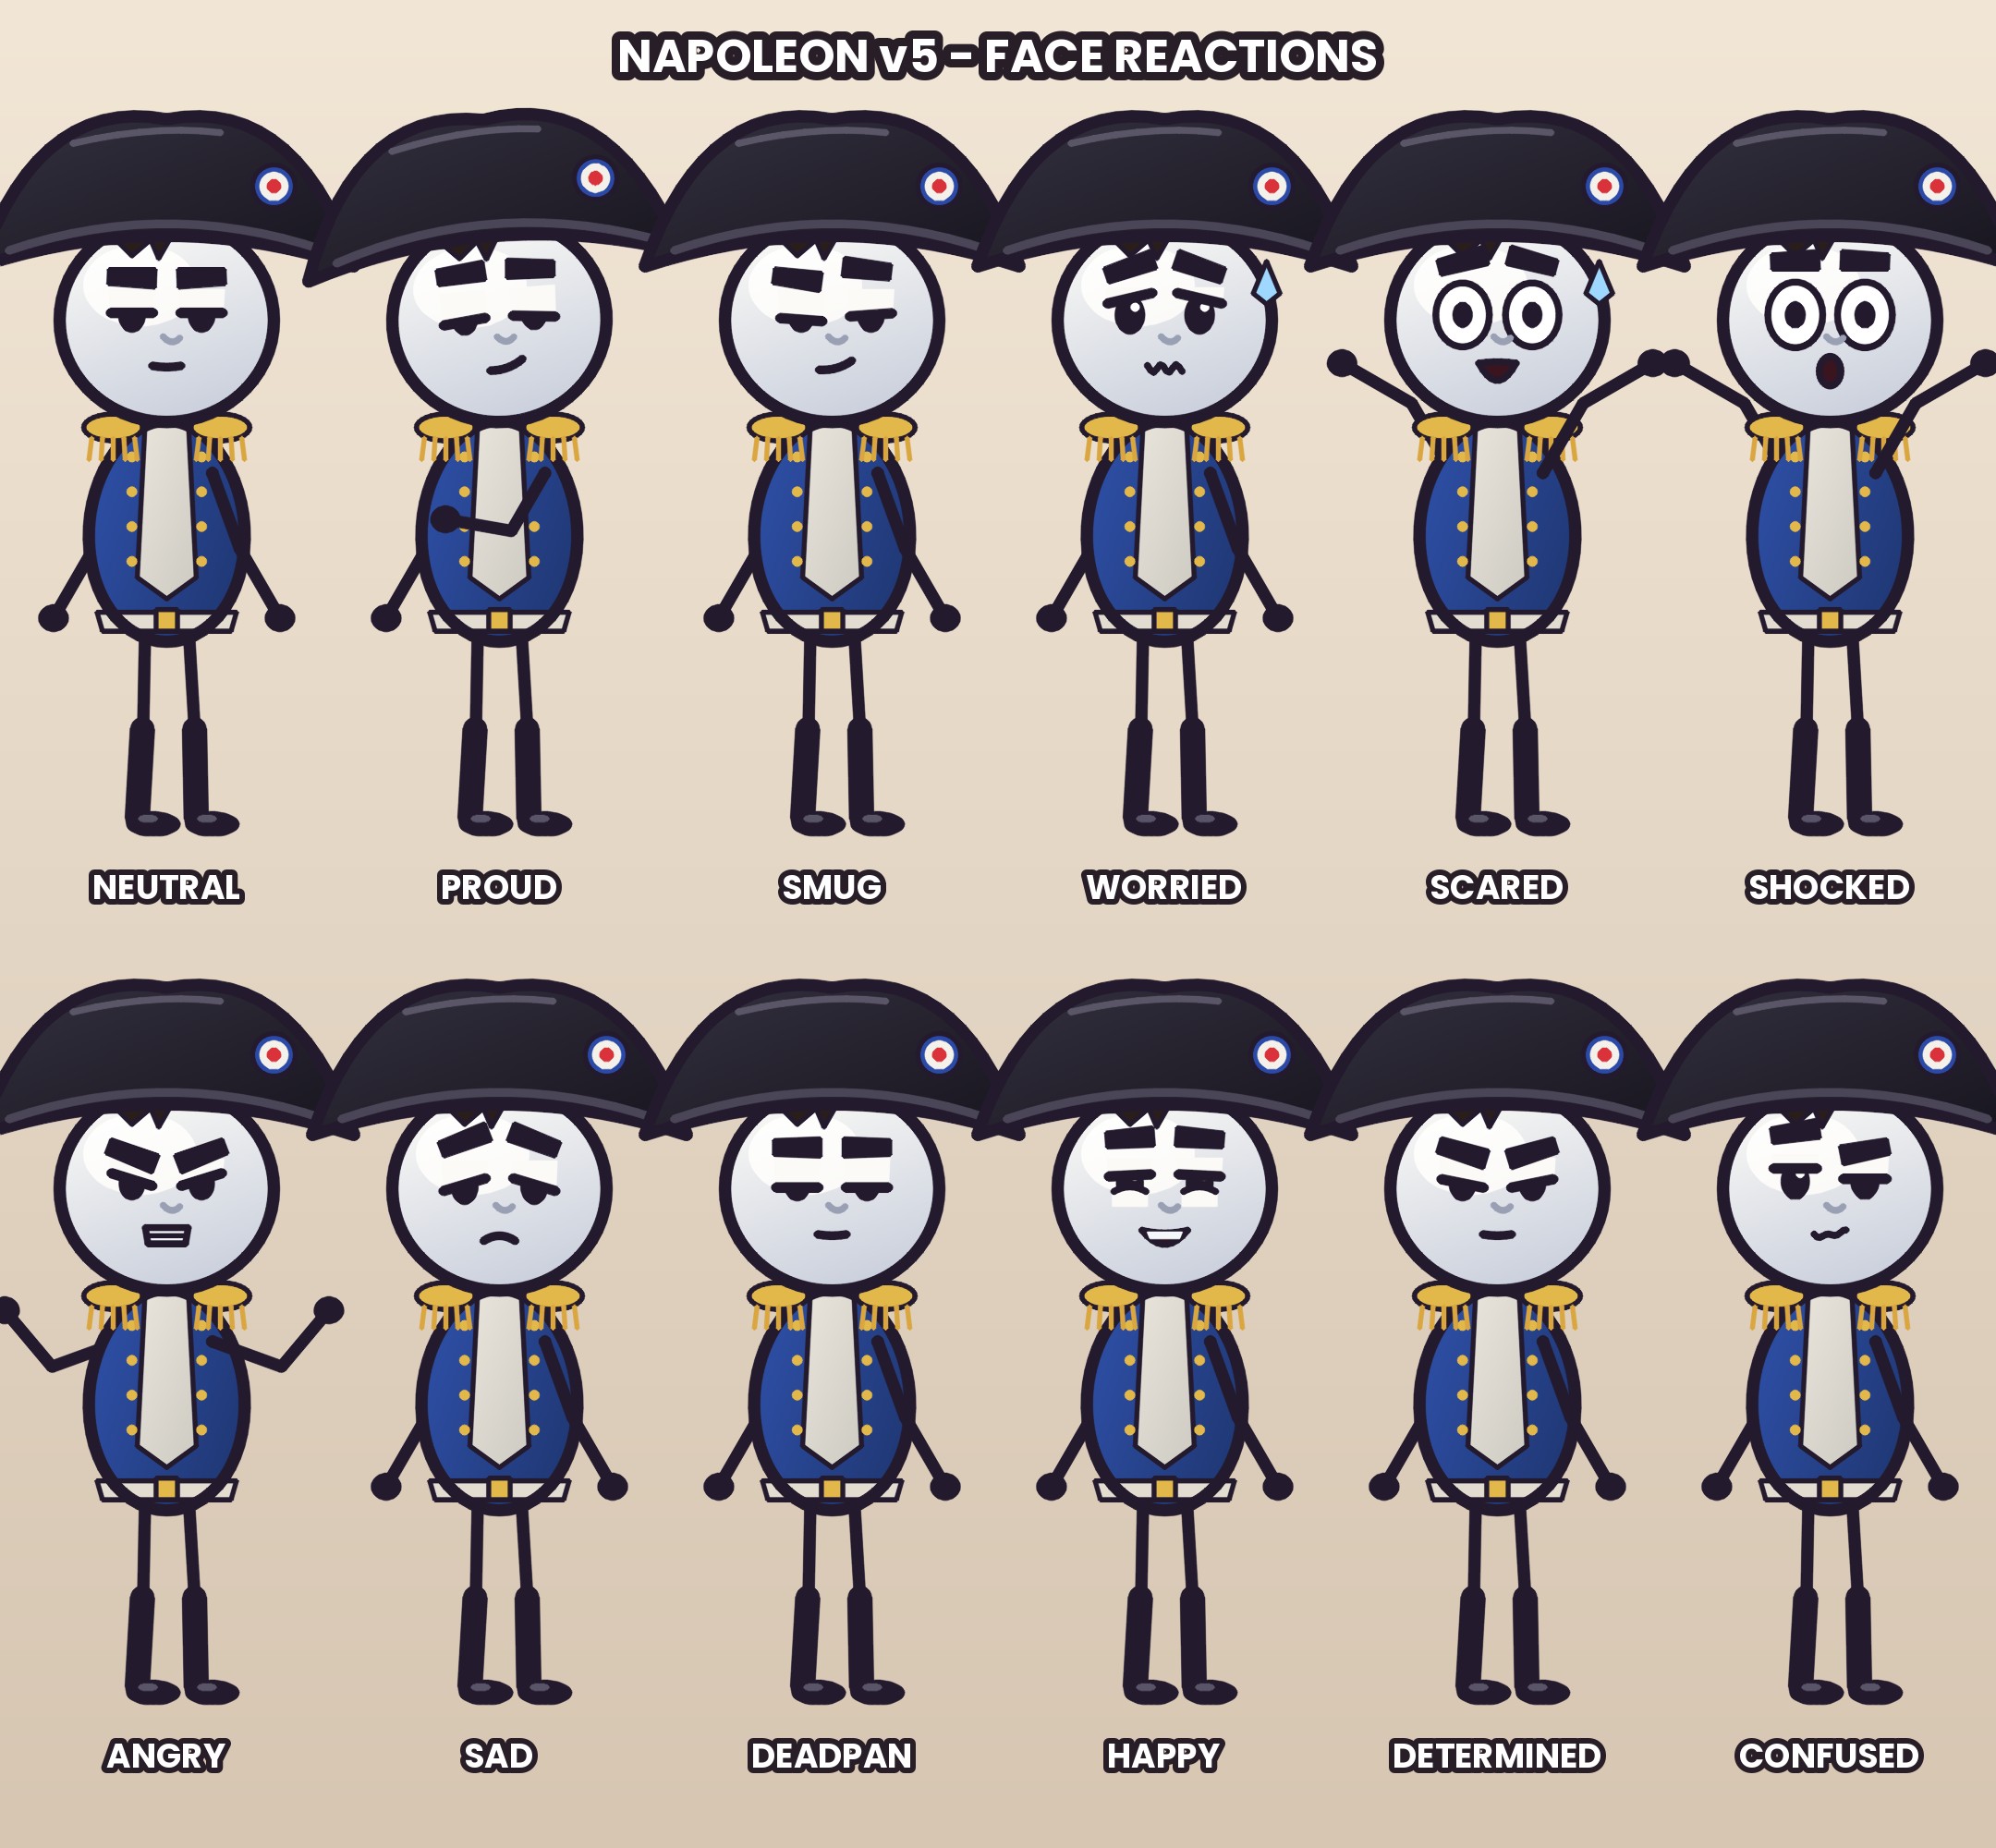 NAPOLEON v5 – FACE REACTIONS
NEUTRAL
PROUD
SMUG
WORRIED
SCARED
SHOCKED
ANGRY
SAD
DEADPAN
HAPPY
DETERMINED
CONFUSED